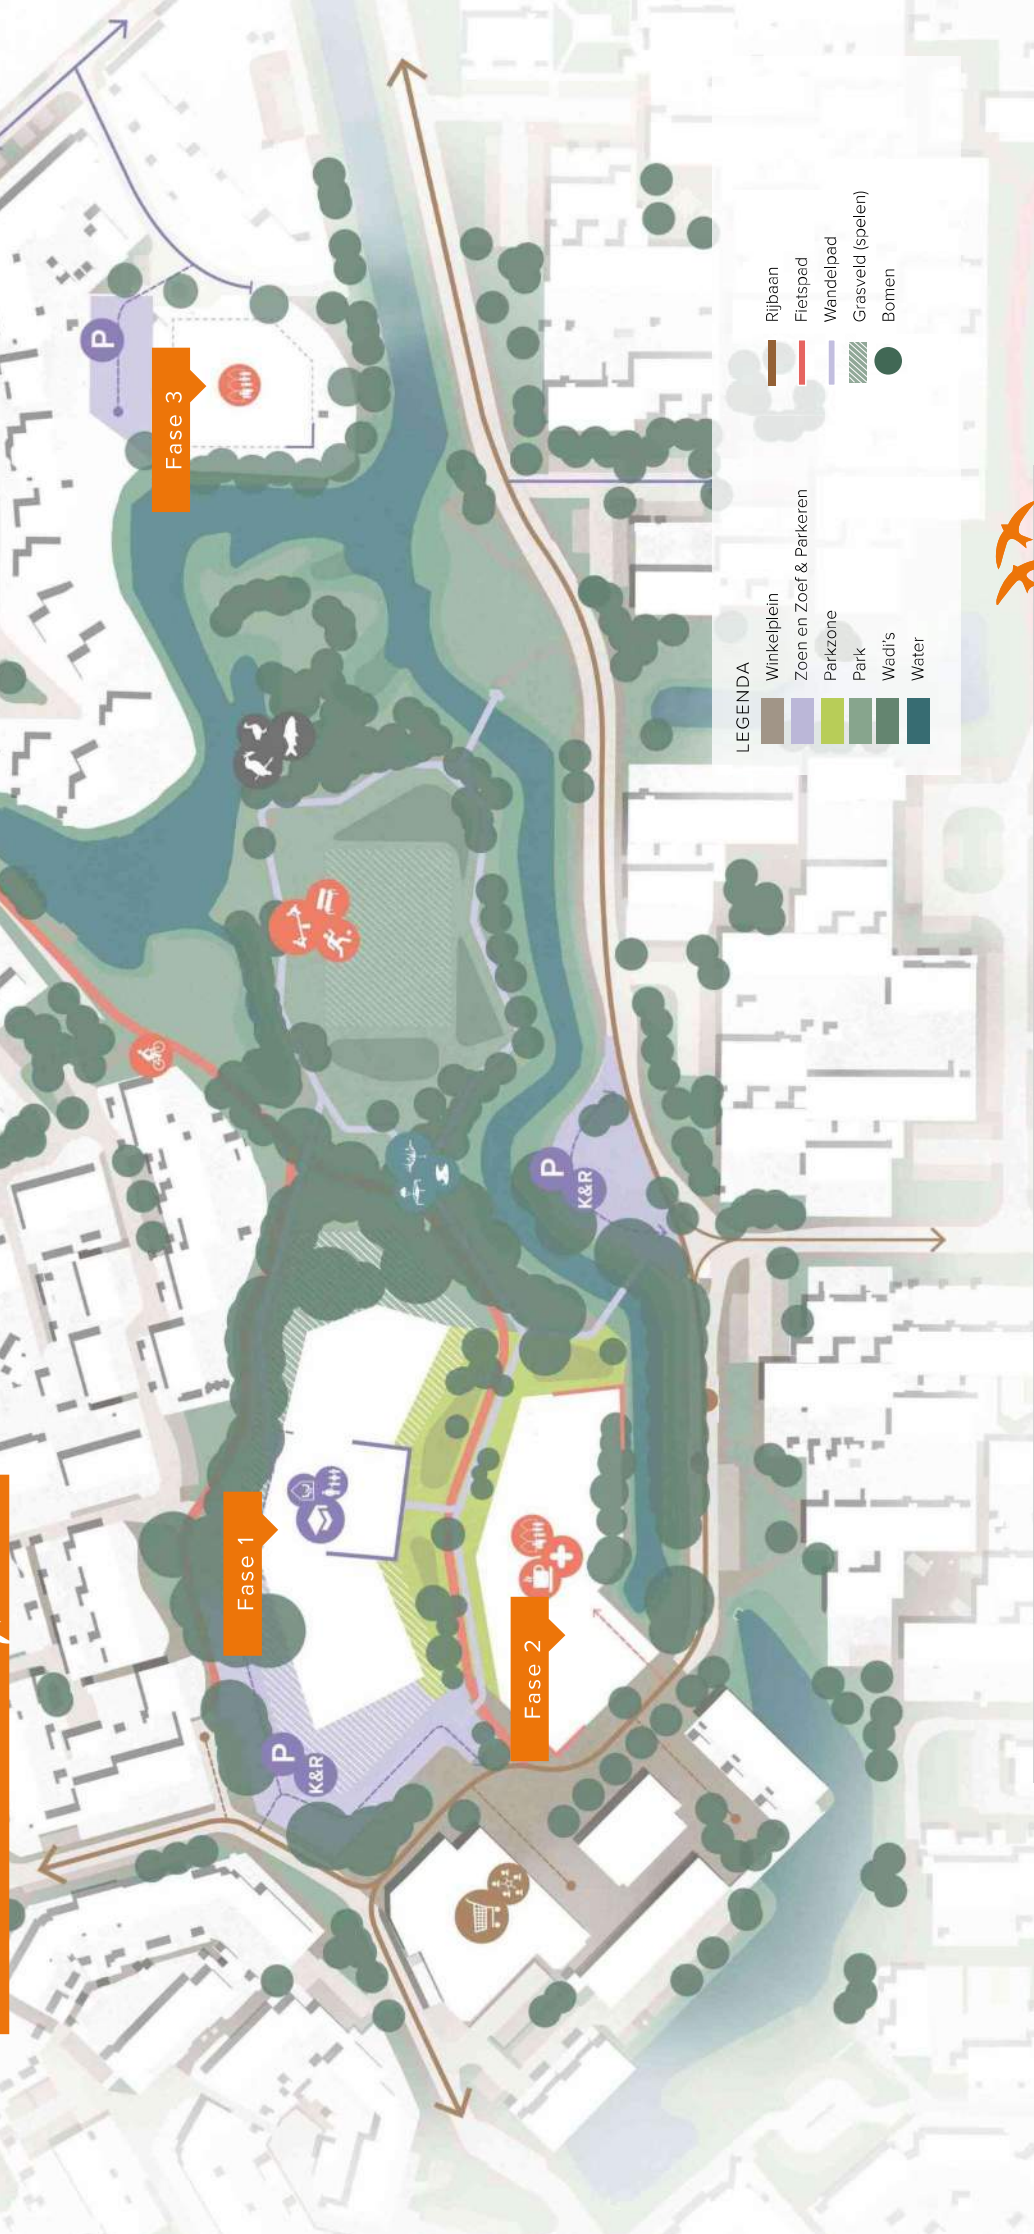 Fase 1
P
K&R
Fase 2
P
K&R
Fase 3
P
LEGENDA
Winkelplein
Zoen en Zoef & Parkeren
Parkzone
Park
Wadi's
Water
Rijbaan
Fietspad
Wandelpad
Grasveld (spelen)
Bomen